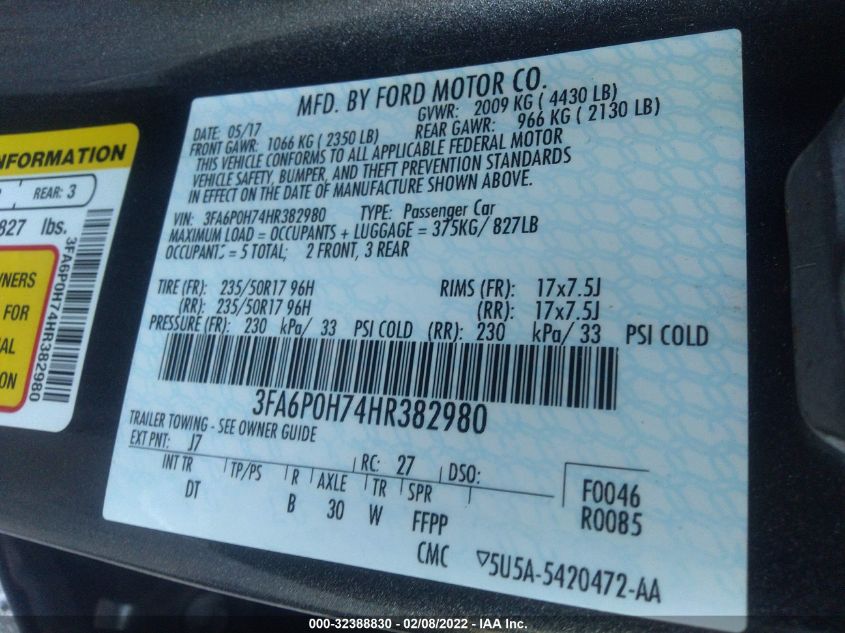 NFORMATION
REAR: 3
827 lbs.
WNERS
FOR
AL
ON
3FA6P0H74HR382980
MFD. BY FORD MOTOR CO.
DATE: 05/17 GVWR: 2009 KG ( 4430 LB)
FRONT GAWR: 1066 KG ( 2350 LB) REAR GAWR: 966 KG ( 2130 LB)
THIS VEHICLE CONFORMS TO ALL APPLICABLE FEDERAL MOTOR
VEHICLE SAFETY, BUMPER, AND THEFT PREVENTION STANDARDS
IN EFFECT ON THE DATE OF MANUFACTURE SHOWN ABOVE.
VIN: 3FA6P0H74HR382980 TYPE: Passenger Car
MAXIMUM LOAD = OCCUPANTS + LUGGAGE = 375KG/ 827LB
OCCUPANTS = 5 TOTAL; 2 FRONT, 3 REAR
TIRE (FR): 235/50R17 96H RIMS (FR): 17x7.5J
(RR): 235/50R17 96H (RR): 17x7.5J
PRESSURE (FR): 230 kPa/ 33 PSI COLD (RR): 230 kPa/ 33 PSI COLD
3FA6P0H74HR382980
TRAILER TOWING - SEE OWNER GUIDE
EXT PNT: J7 RC: 27 DSO:
INT TR TP/PS R AXLE TR SPR F0046
DT B 30 W FFPP R0085
CMC ▽5U5A-5420472-AA
000-32388830 - 02/08/2022 - IAA Inc.